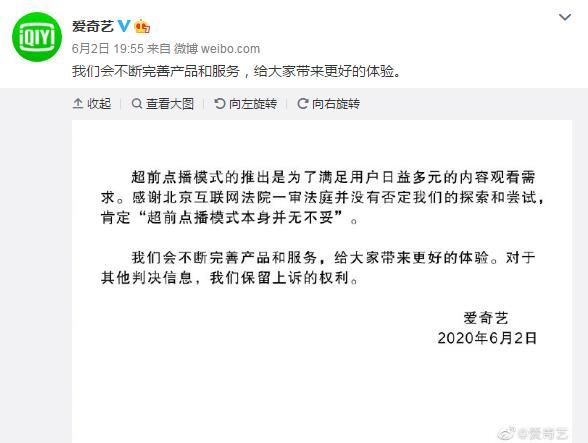 iQIYI
爱奇艺 V
6月2日 19:55 来自 微博 weibo.com
我们会不断完善产品和服务，给大家带来更好的体验。
收起 查看大图 向左旋转 向右旋转
超前点播模式的推出是为了满足用户日益多元的内容观看需
求。感谢北京互联网法院一审法庭并没有否定我们的探索和尝试，
肯定“超前点播模式本身并无不妥”。
我们会不断完善产品和服务，给大家带来更好的体验。对于
其他判决信息，我们保留上诉的权利。
爱奇艺
2020年6月2日
@爱奇艺